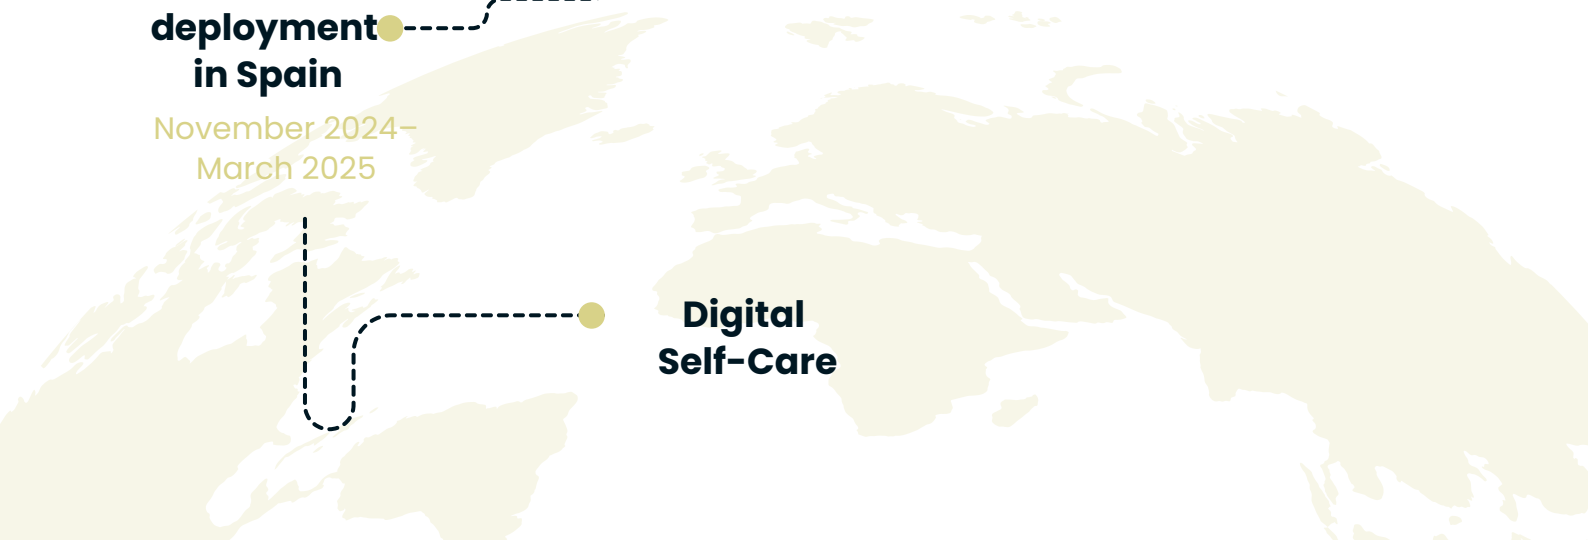 deployment
in Spain
November 2024–
March 2025
Digital
Self-Care